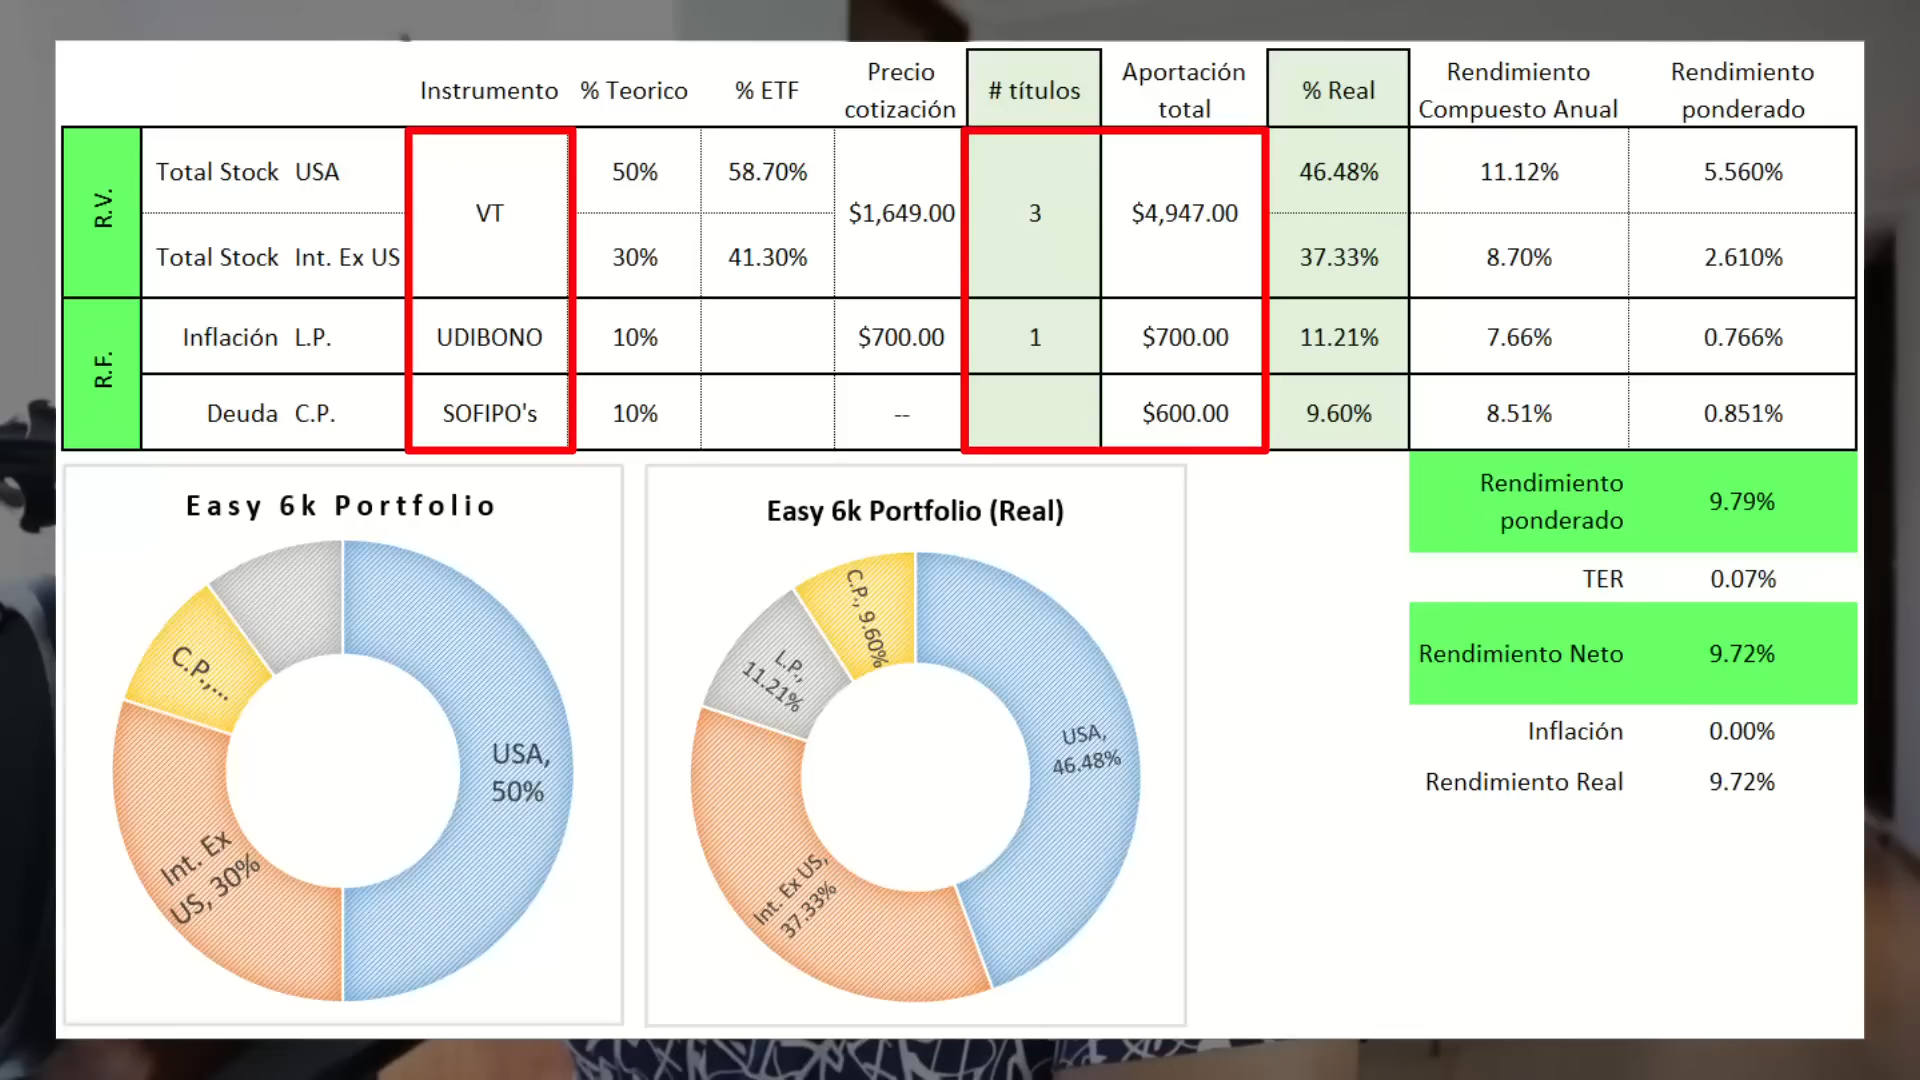 Instrumento % Teorico % ETF Precio cotización # títulos Aportación total % Real Rendimiento Compuesto Anual Rendimiento ponderado
R.V.
Total Stock USA VT 50% 58.70% $1,649.00 3 $4,947.00 46.48% 11.12% 5.560%
Total Stock Int. Ex US 30% 41.30% 37.33% 8.70% 2.610%
R.F.
Inflación L.P. UDIBONO 10% $700.00 1 $700.00 11.21% 7.66% 0.766%
Deuda C.P. SOFIPO's 10% -- $600.00 9.60% 8.51% 0.851%
Easy 6k Portfolio
C.P.,...
USA,
50%
Int. Ex
US, 30%
Easy 6k Portfolio (Real)
C.P., 9.60%
L.P.,
11.21%
USA,
46.48%
Int. Ex US,
37.33%
Rendimiento
ponderado 9.79%
TER 0.07%
Rendimiento Neto 9.72%
Inflación 0.00%
Rendimiento Real 9.72%